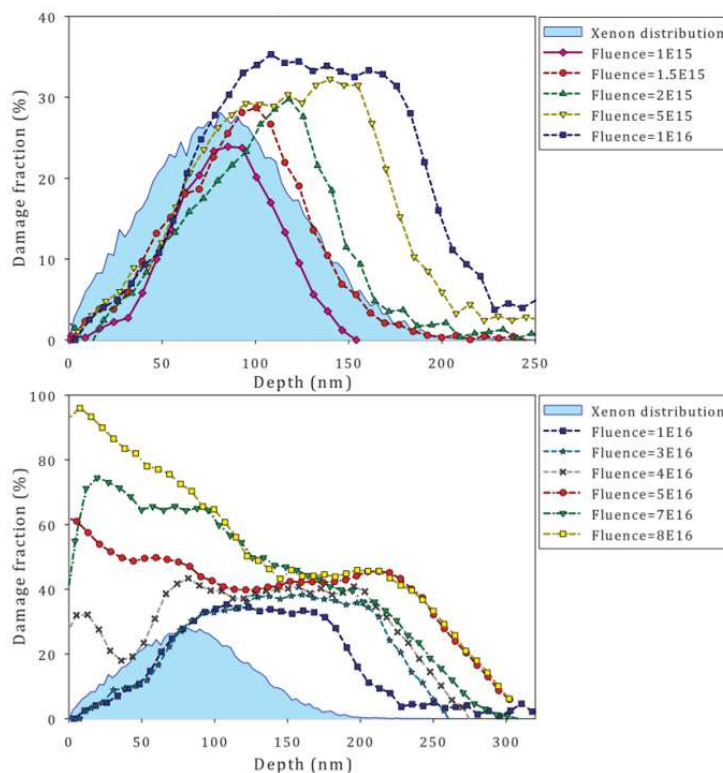 40
30
20
10
0
Damage fraction (%)
0 50 100 150 200 250
Depth (nm)
Xenon distribution
Fluence=1E15
Fluence=1.5E15
Fluence=2E15
Fluence=5E15
Fluence=1E16
100
80
60
40
20
0
Damage fraction (%)
0 50 100 150 200 250 300
Depth (nm)
Xenon distribution
Fluence=1E16
Fluence=3E16
Fluence=4E16
Fluence=5E16
Fluence=7E16
Fluence=8E16